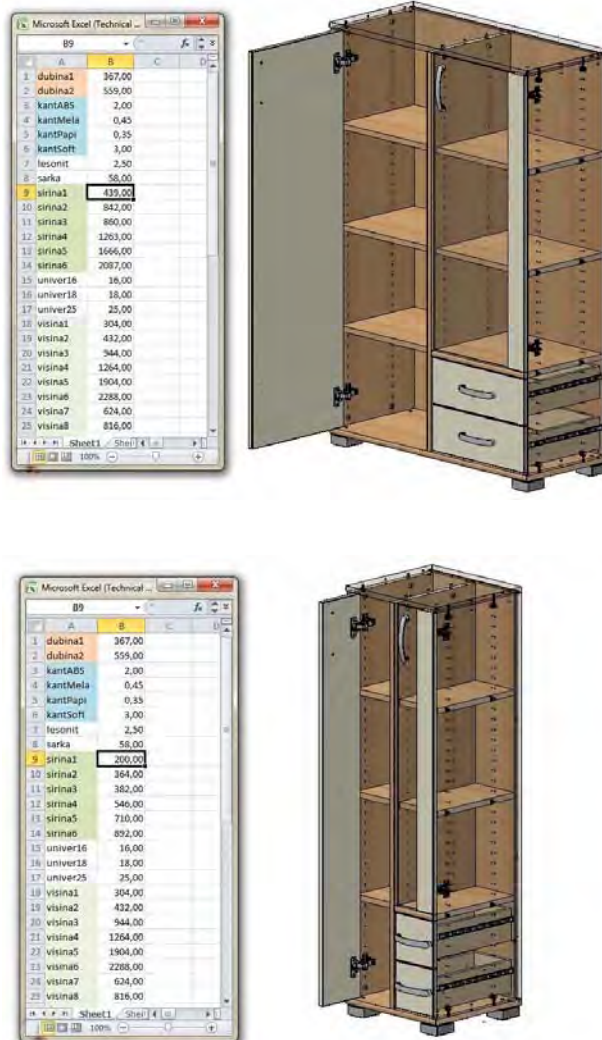 Microsoft Excel (Technical ...
B9 fx
A B C D
1 dubina1 367,00
2 dubina2 559,00
3 kantABS 2,00
4 kantMela 0,45
5 kantPapi 0,35
6 kantSoft 3,00
7 lesonit 2,50
8 sarka 58,00
9 sirina1 439,00
10 sirina2 842,00
11 sirina3 860,00
12 sirina4 1263,00
13 sirina5 1666,00
14 sirina6 2087,00
15 univer16 16,00
16 univer18 18,00
17 univer25 25,00
18 visina1 304,00
19 visina2 432,00
20 visina3 944,00
21 visina4 1264,00
22 visina5 1904,00
23 visina6 2288,00
24 visina7 624,00
25 visina8 816,00
Sheet1 Shei
100%
Microsoft Excel (Technical ...
B9 fx
A B C D
1 dubina1 367,00
2 dubina2 559,00
3 kantABS 2,00
4 kantMela 0,45
5 kantPapi 0,35
6 kantSoft 3,00
7 lesonit 2,50
8 sarka 58,00
9 sirina1 200,00
10 sirina2 364,00
11 sirina3 382,00
12 sirina4 546,00
13 sirina5 710,00
14 sirina6 892,00
15 univer16 16,00
16 univer18 18,00
17 univer25 25,00
18 visina1 304,00
19 visina2 432,00
20 visina3 944,00
21 visina4 1264,00
22 visina5 1904,00
23 visina6 2288,00
24 visina7 624,00
25 visina8 816,00
Sheet1 Shei
100%